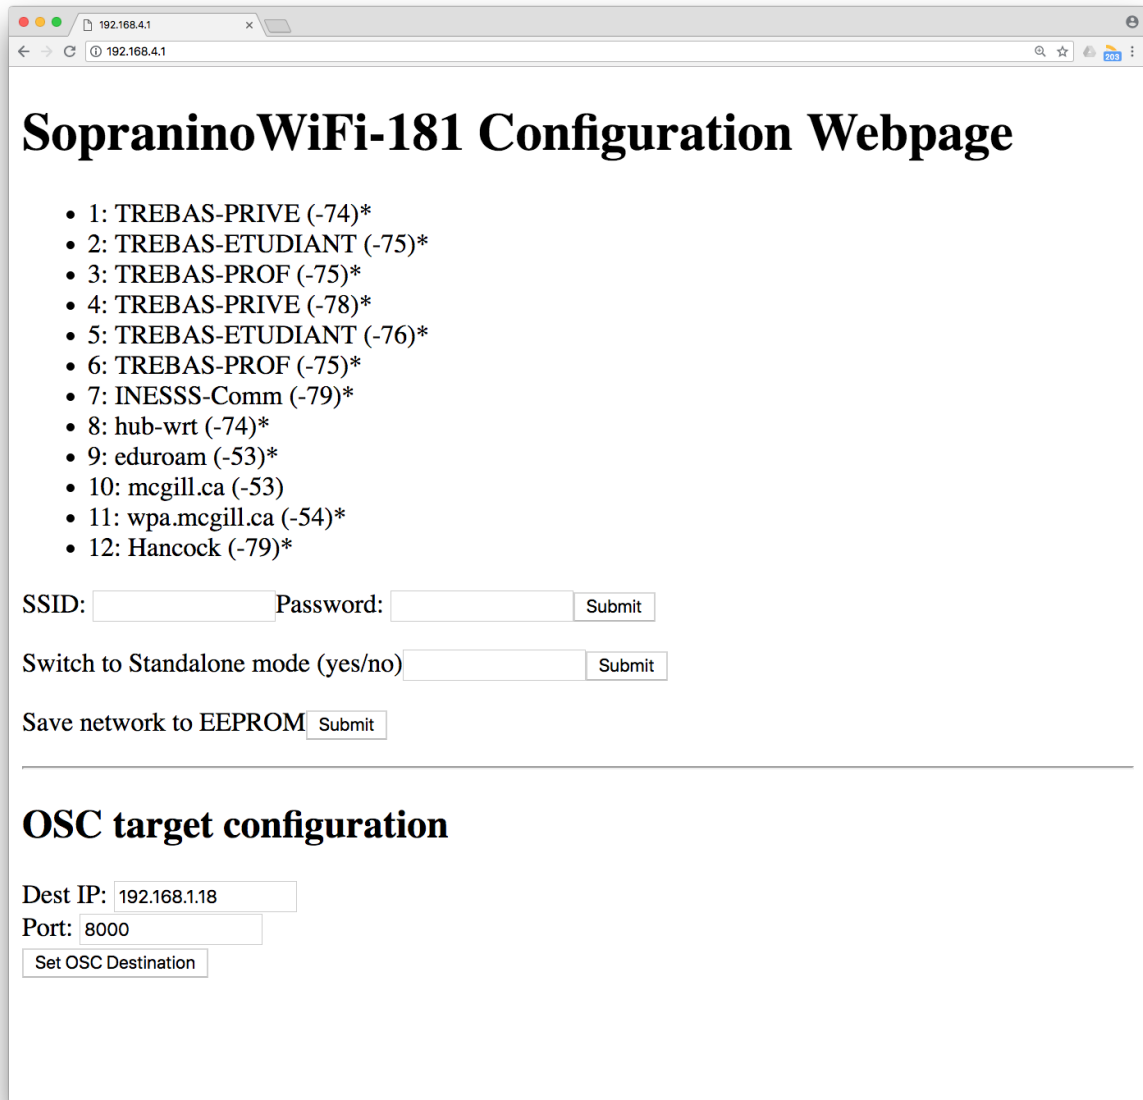 192.168.4.1
192.168.4.1
203
SopraninoWiFi-181 Configuration Webpage
1: TREBAS-PRIVE (-74)*
2: TREBAS-ETUDIANT (-75)*
3: TREBAS-PROF (-75)*
4: TREBAS-PRIVE (-78)*
5: TREBAS-ETUDIANT (-76)*
6: TREBAS-PROF (-75)*
7: INESSS-Comm (-79)*
8: hub-wrt (-74)*
9: eduroam (-53)*
10: mcgill.ca (-53)
11: wpa.mcgill.ca (-54)*
12: Hancock (-79)*
SSID: Password: Submit
Switch to Standalone mode (yes/no) Submit
Save network to EEPROM Submit
OSC target configuration
Dest IP: 192.168.1.18
Port: 8000
Set OSC Destination